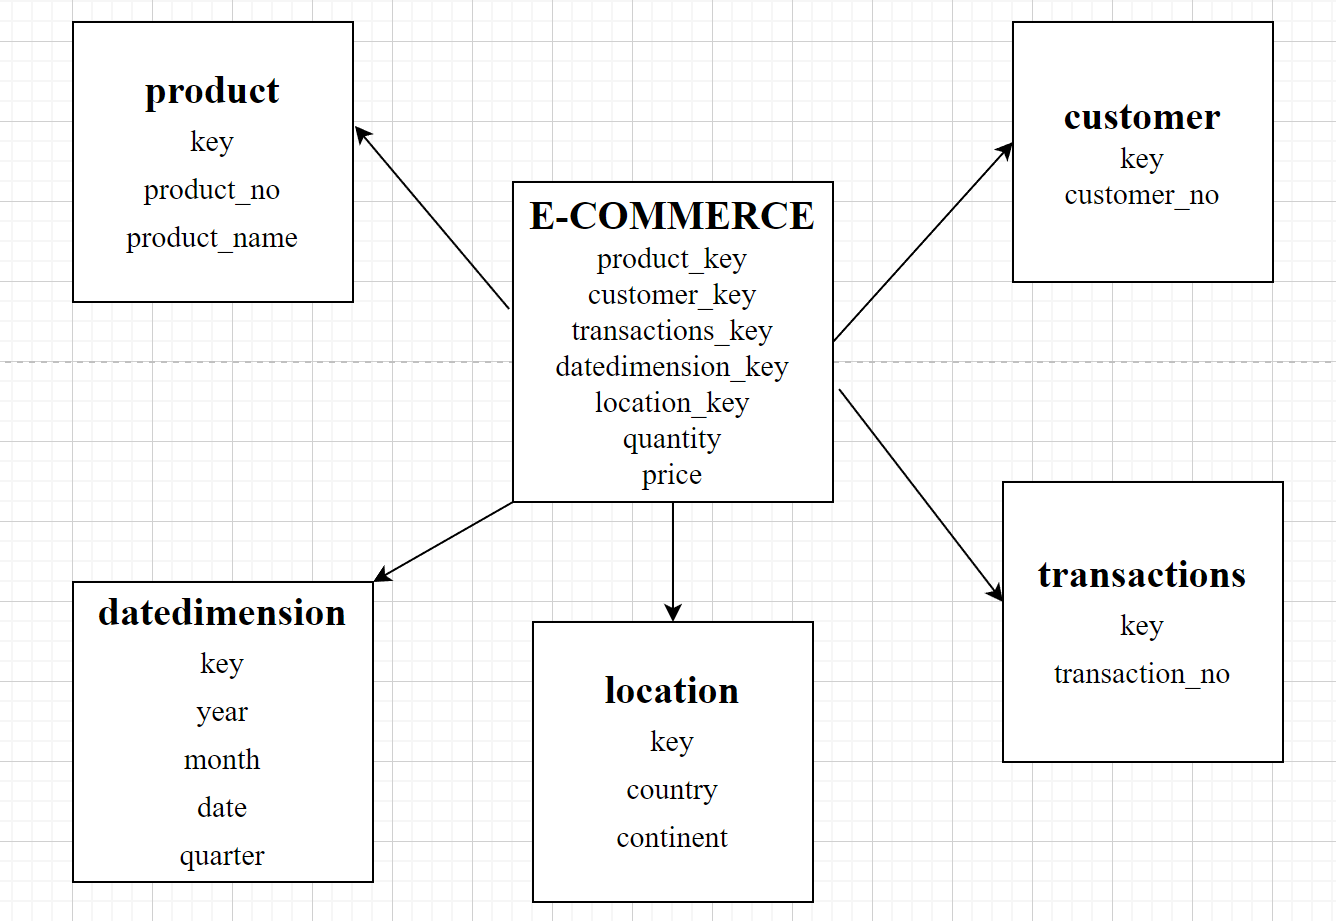 product
key
product_no
product_name
customer
key
customer_no
E-COMMERCE
product_key
customer_key
transactions_key
datedimension_key
location_key
quantity
price
datedimension
key
year
month
date
quarter
location
key
country
continent
transactions
key
transaction_no